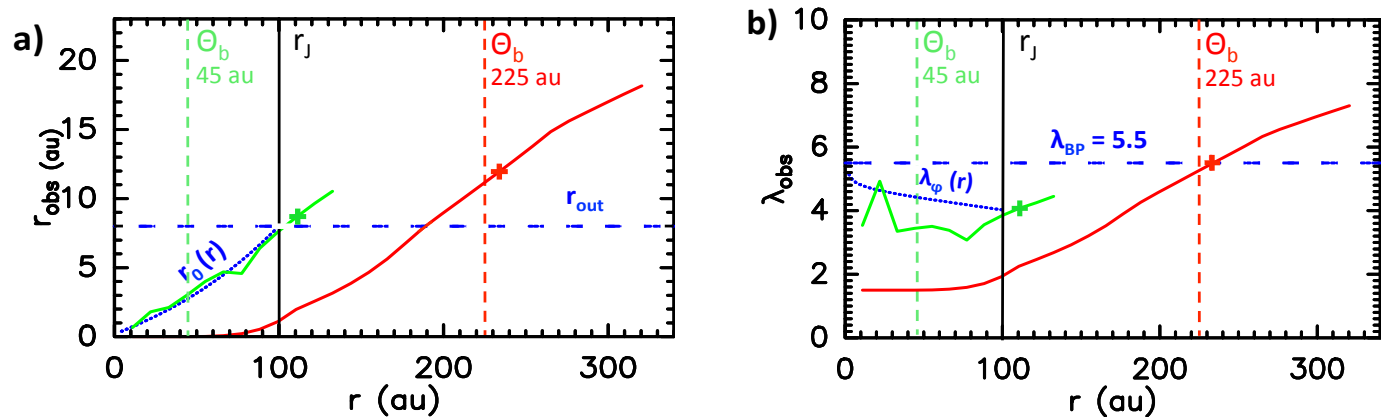 a)
Θb
45 au
rJ
Θb
225 au
r0(r)
rout
robs (au)
20
15
10
5
0
0
100
200
300
r (au)
b)
Θb
45 au
rJ
Θb
225 au
λBP = 5.5
λφ (r)
λobs
10
8
6
4
2
0
0
100
200
300
r (au)